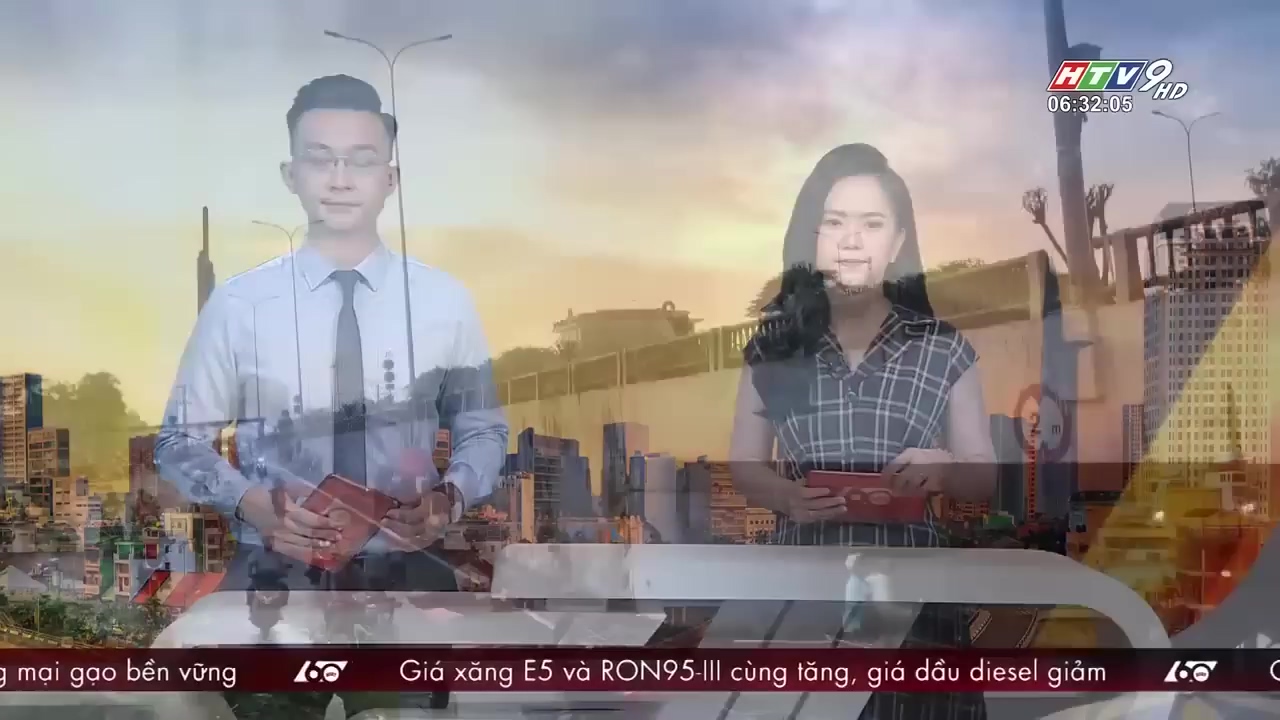 HTV9 HD
06:32:05
2 m
g mại gạo bền vững 60 Giá xăng E5 và RON95-III cùng tăng, giá dầu diesel giảm 60